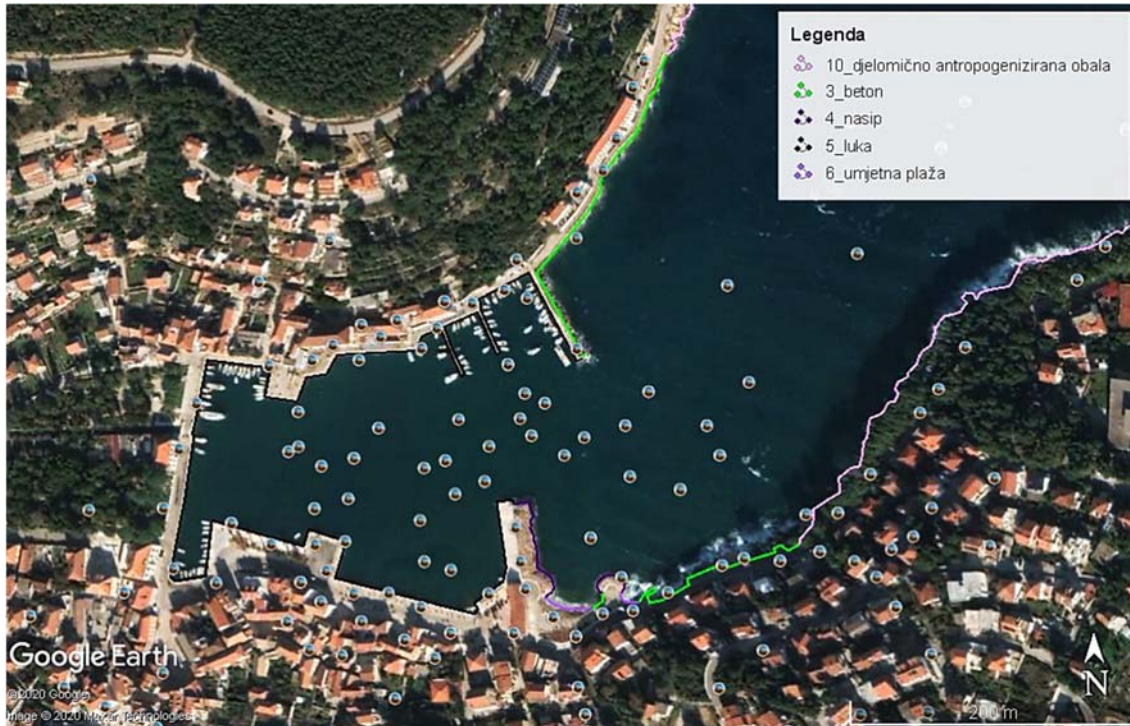 Legenda
10_djelomično antropogenizirana obala
3_beton
4_nasip
5_luka
6_umjetna plaža
Google Earth
©2020 Google
Image © 2020 Maxar Technologies
N
200 m